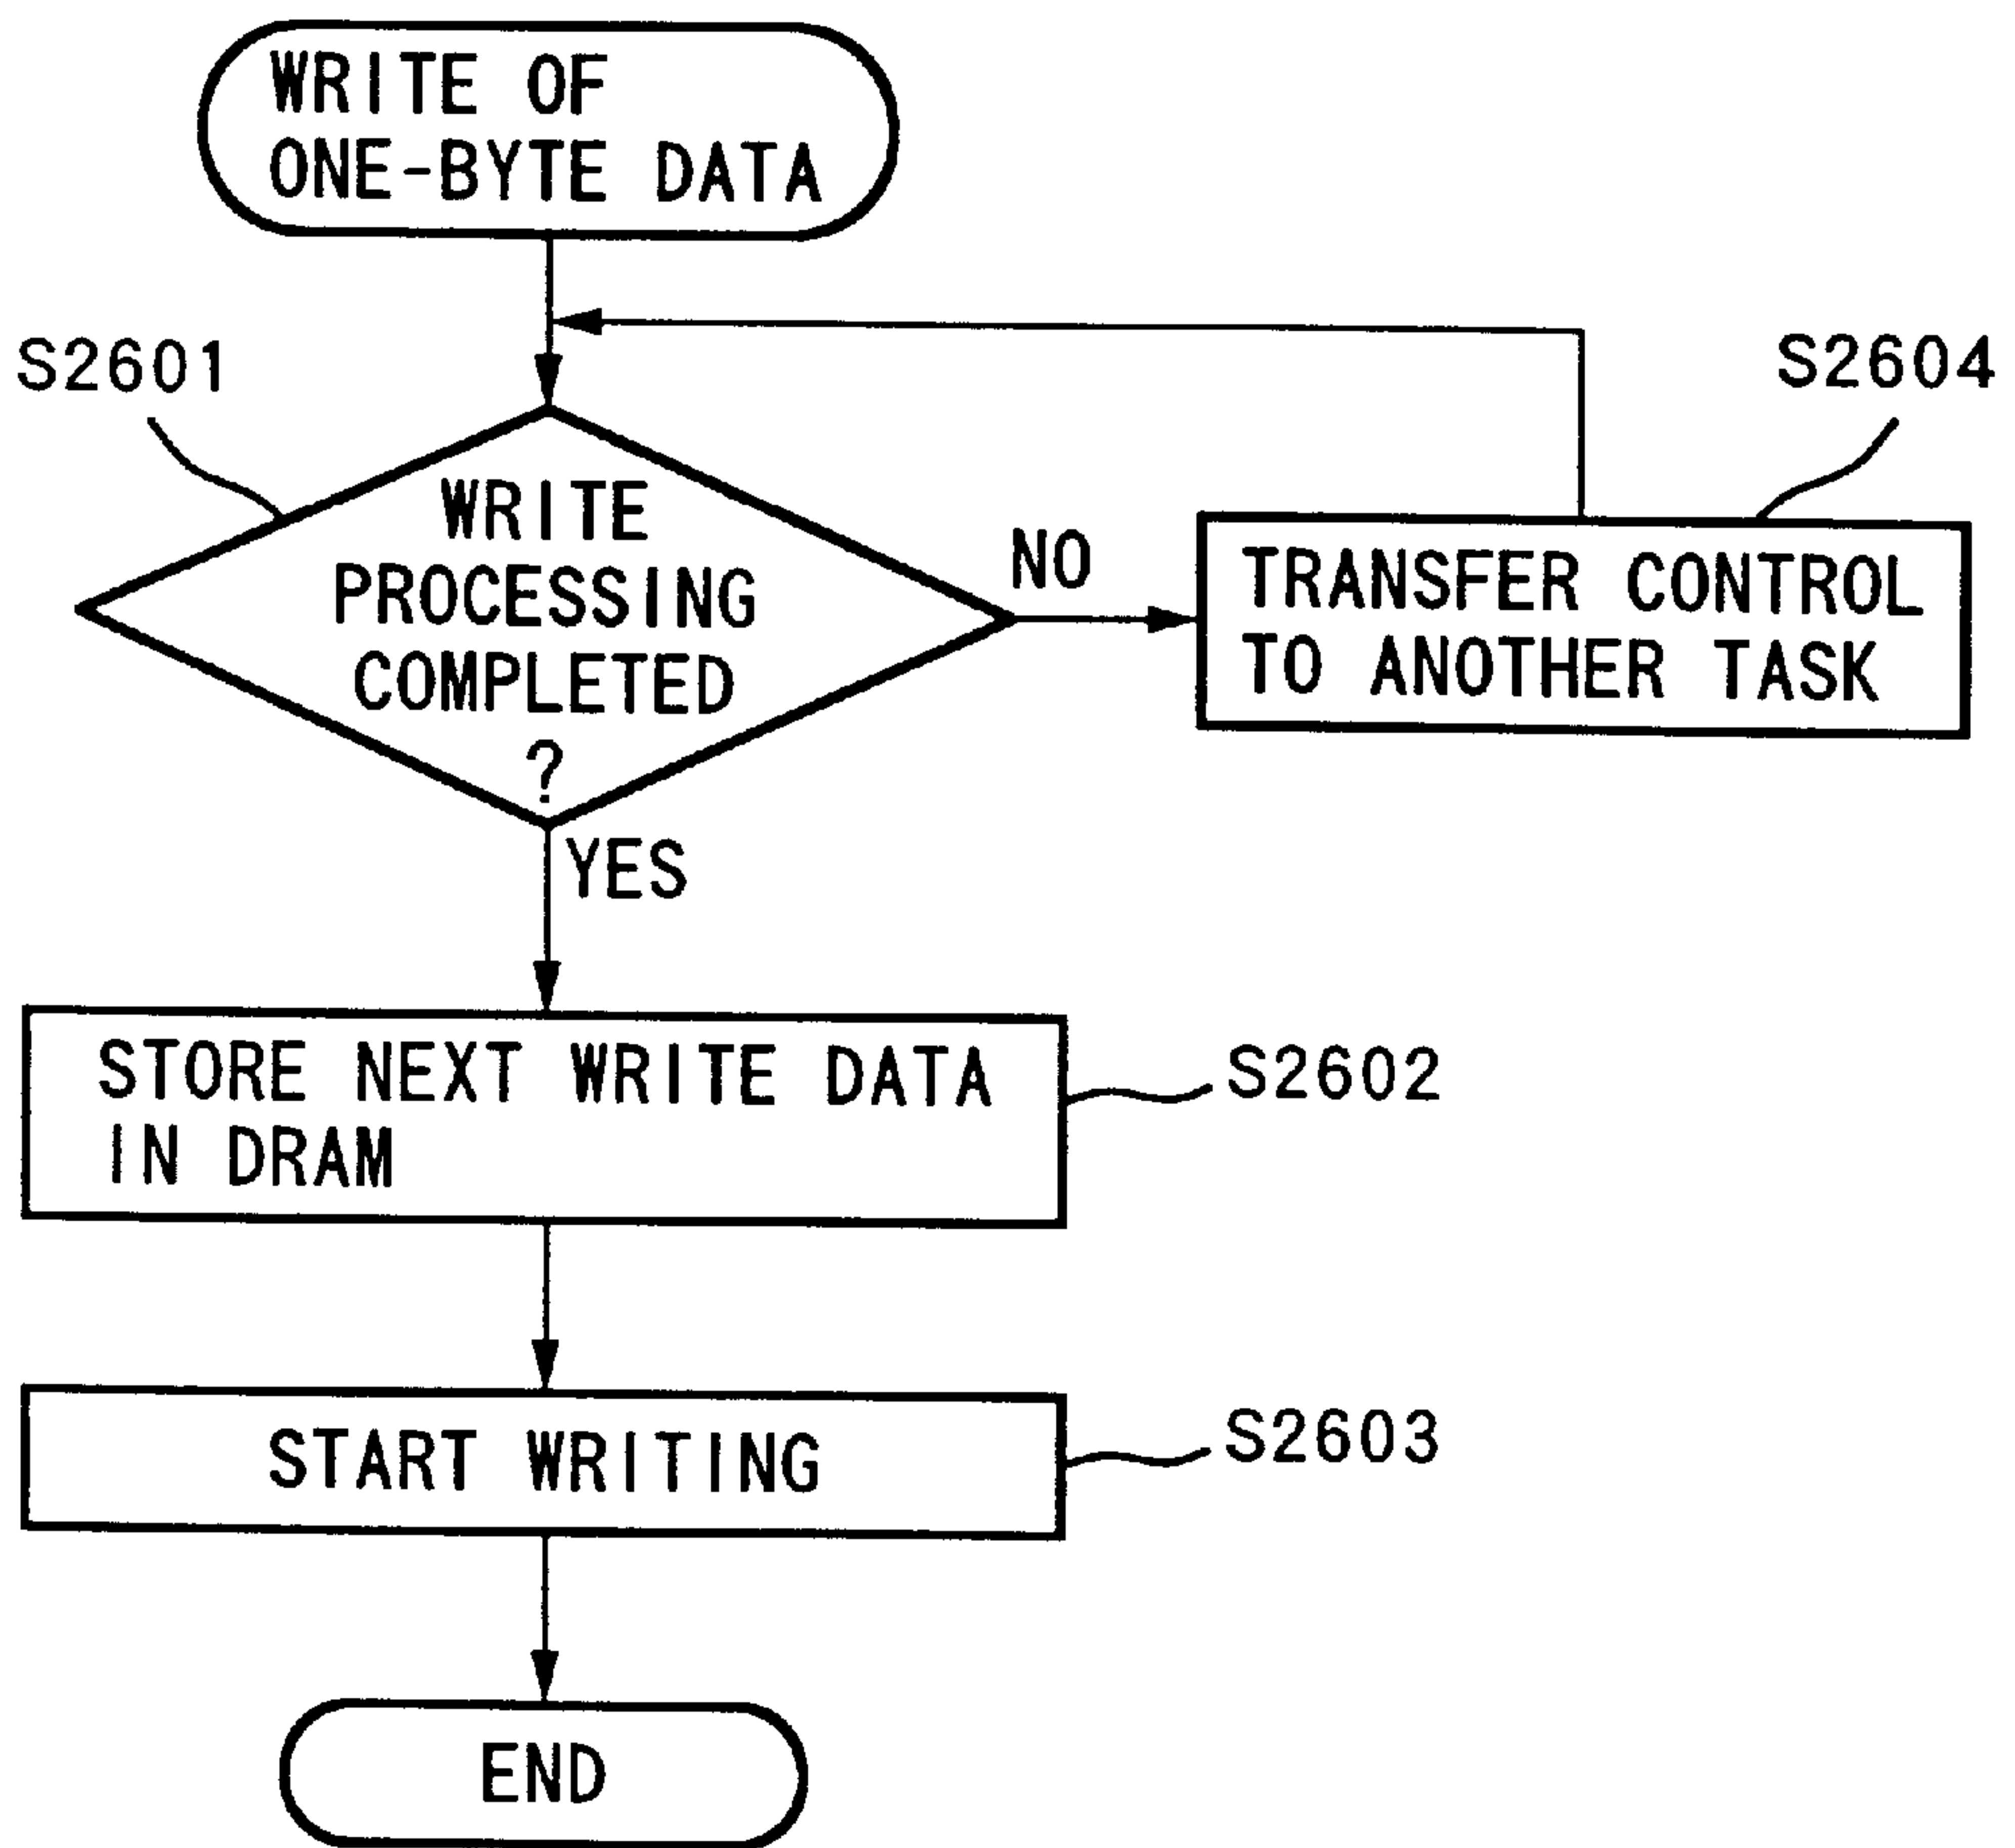 WRITE OF
ONE-BYTE DATA
S2601
S2604
WRITE
PROCESSING
COMPLETED
?
NO
TRANSFER CONTROL
TO ANOTHER TASK
YES
STORE NEXT WRITE DATA
IN DRAM
S2602
START WRITING
S2603
END